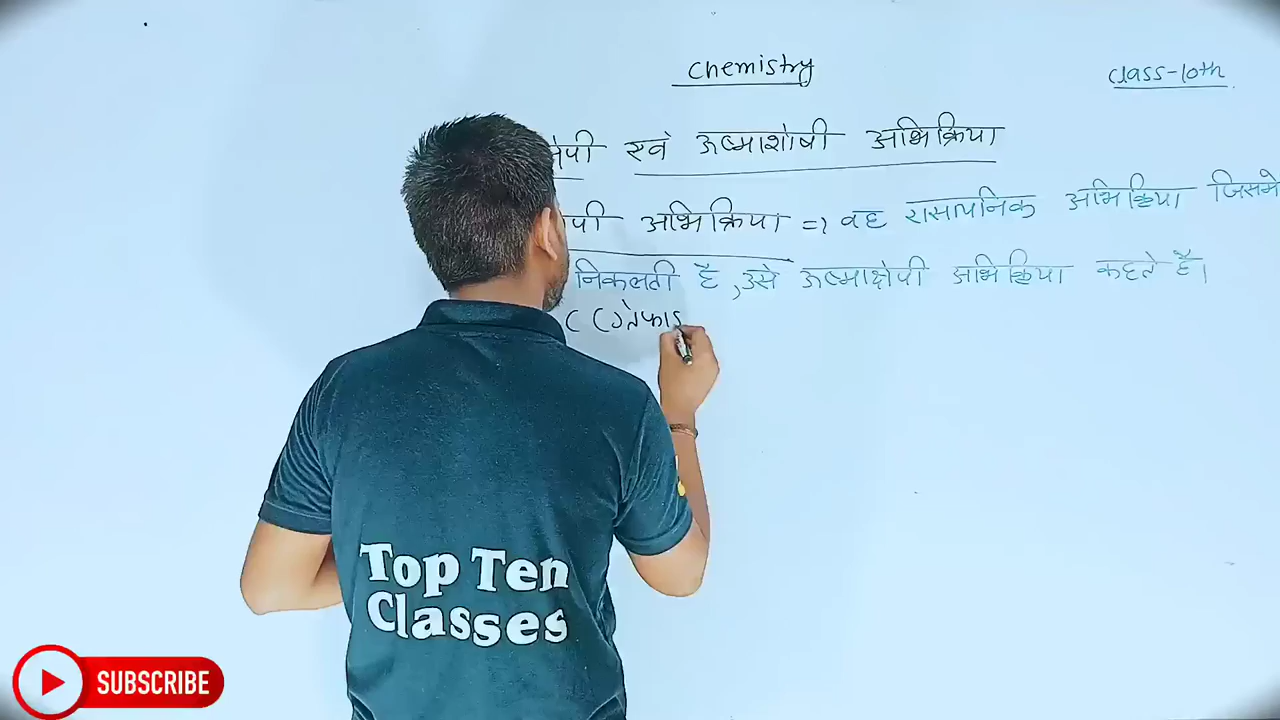 Chemistry
Class-10th
क्षेपी एवं ऊष्माशोषी अभिक्रिया
पी अभिक्रिया => वह रासायनिक अभिक्रिया जिसमें
निकलती है, उसे ऊष्माक्षेपी अभिक्रिया कहते है।
C (ग्रेफाइ
Top Ten
Classes
SUBSCRIBE